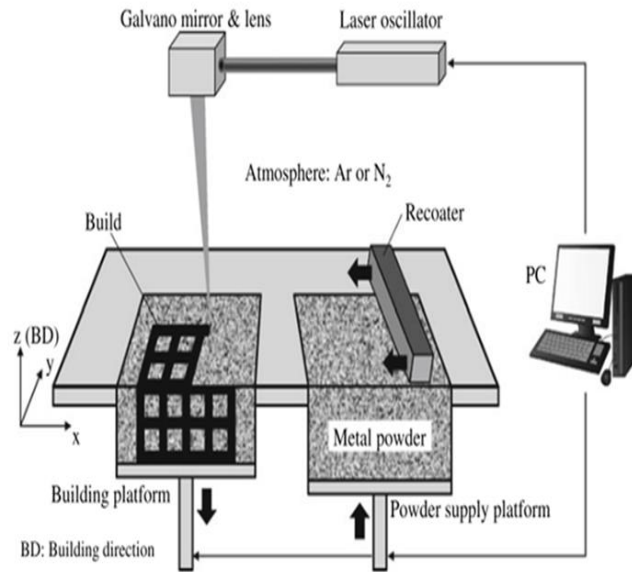 Galvano mirror & lens
Laser oscillator
Atmosphere: Ar or N₂
Build
Recoater
PC
z (BD)
y
x
Metal powder
Building platform
Powder supply platform
BD: Building direction